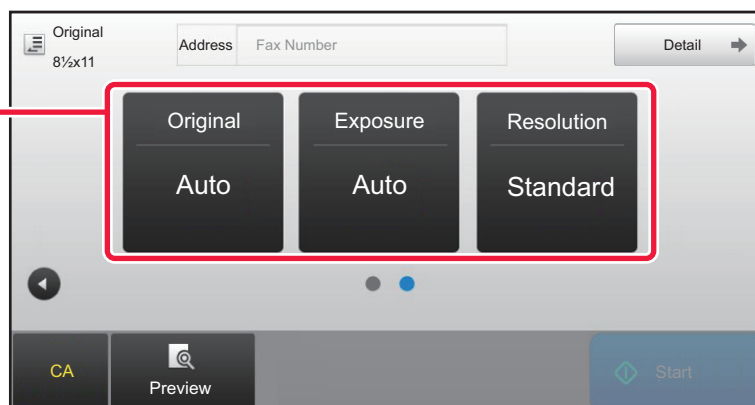 Original
8½x11
Address Fax Number
Detail
Original Exposure Resolution
Auto Auto Standard
CA
Preview
Start